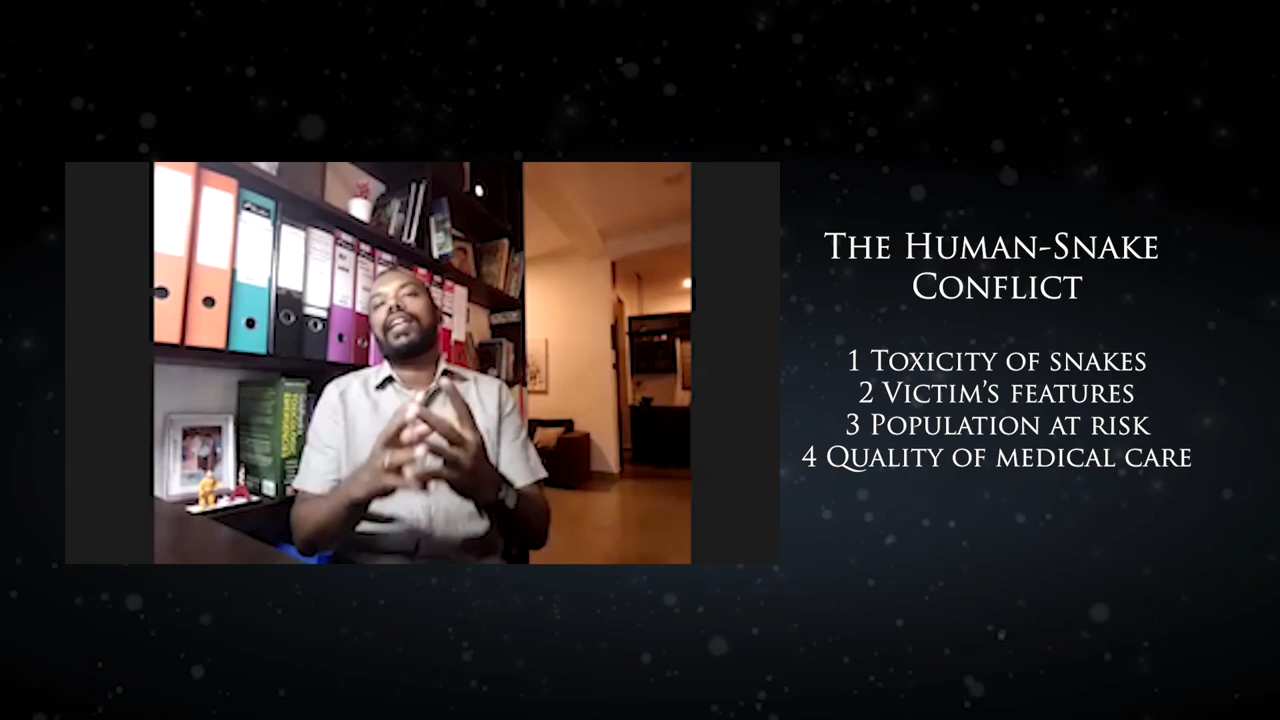 The Human-Snake
Conflict
1 Toxicity of snakes
2 Victim's features
3 Population at risk
4 Quality of medical care